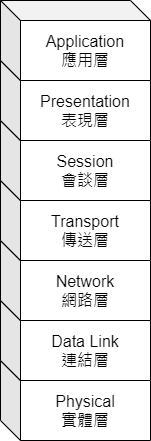 Application
應用層
Presentation
表現層
Session
會談層
Transport
傳送層
Network
網路層
Data Link
連結層
Physical
實體層